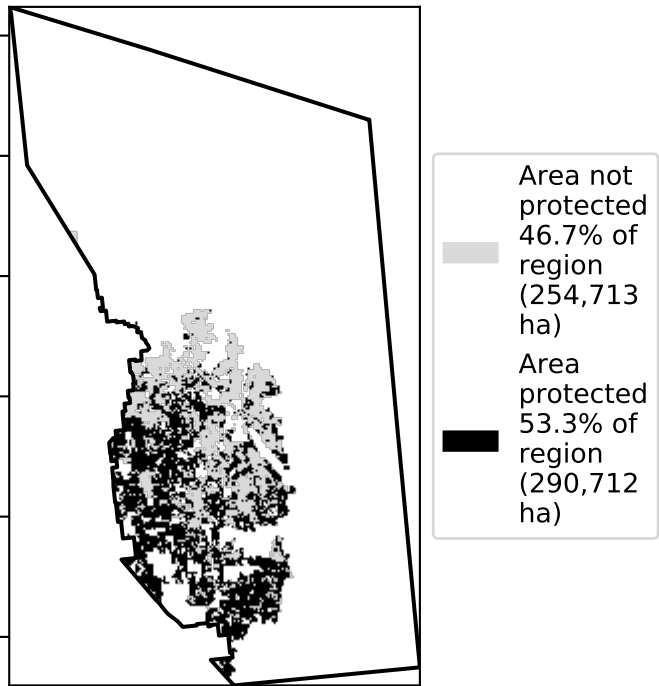 Area not
protected
46.7% of
region
(254,713
ha)
Area
protected
53.3% of
region
(290,712
ha)